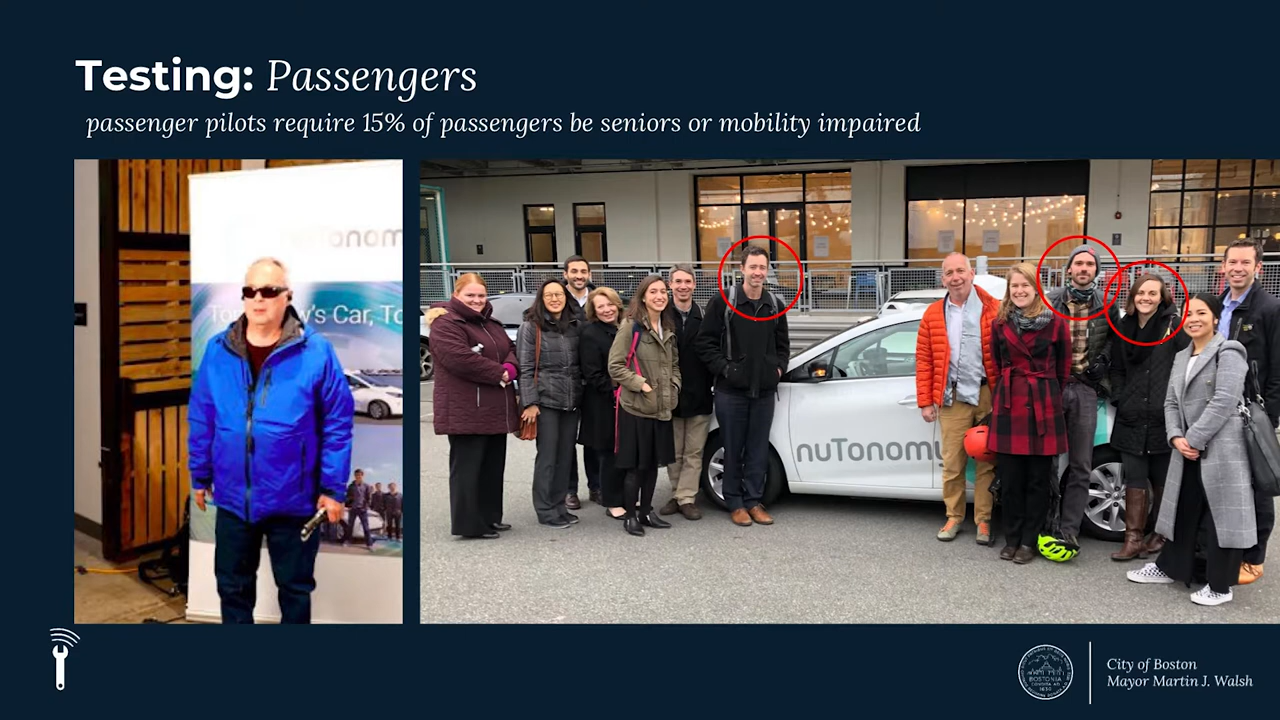 Testing: Passengers
passenger pilots require 15% of passengers be seniors or mobility impaired
nuTonomy
City of Boston
Mayor Martin J. Walsh
BOSTONIA